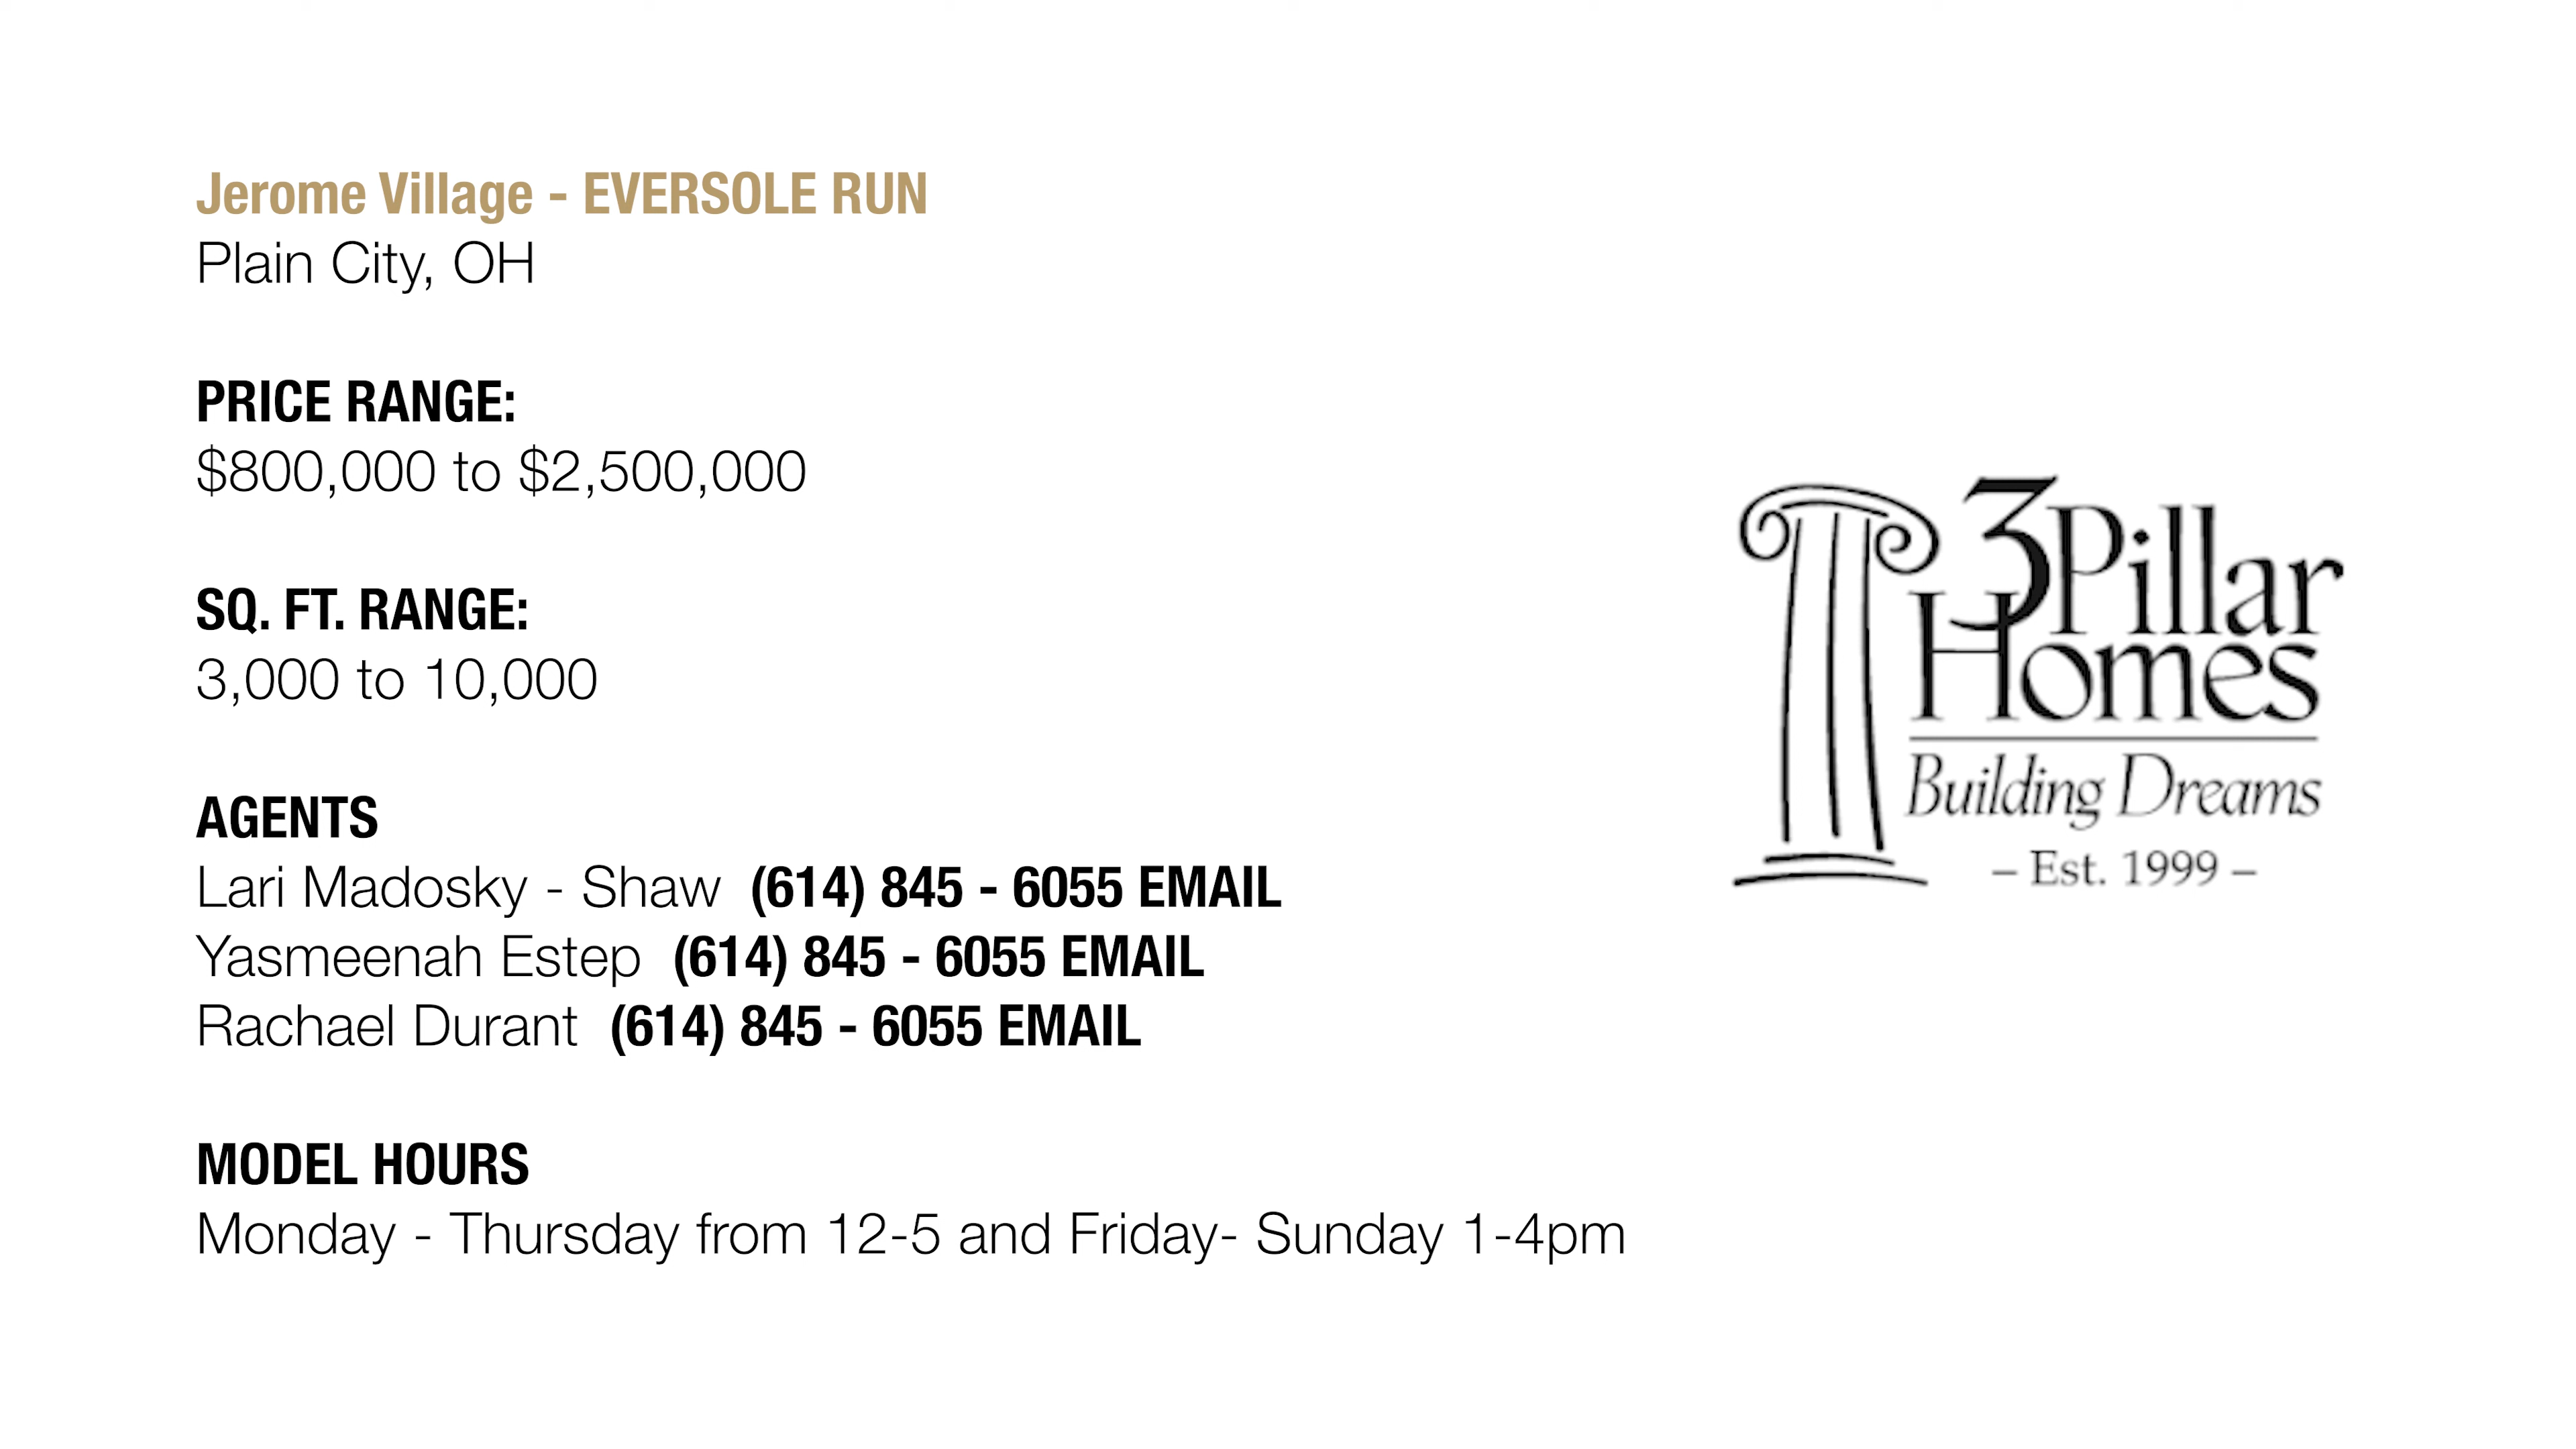 Jerome Village - EVERSOLE RUN
Plain City, OH
PRICE RANGE:
$800,000 to $2,500,000
SQ. FT. RANGE:
3,000 to 10,000
AGENTS
Lari Madosky - Shaw (614) 845 - 6055 EMAIL
Yasmeenah Estep (614) 845 - 6055 EMAIL
Rachael Durant (614) 845 - 6055 EMAIL
MODEL HOURS
Monday - Thursday from 12-5 and Friday- Sunday 1-4pm
3Pillar
Homes
Building Dreams
– Est. 1999 –